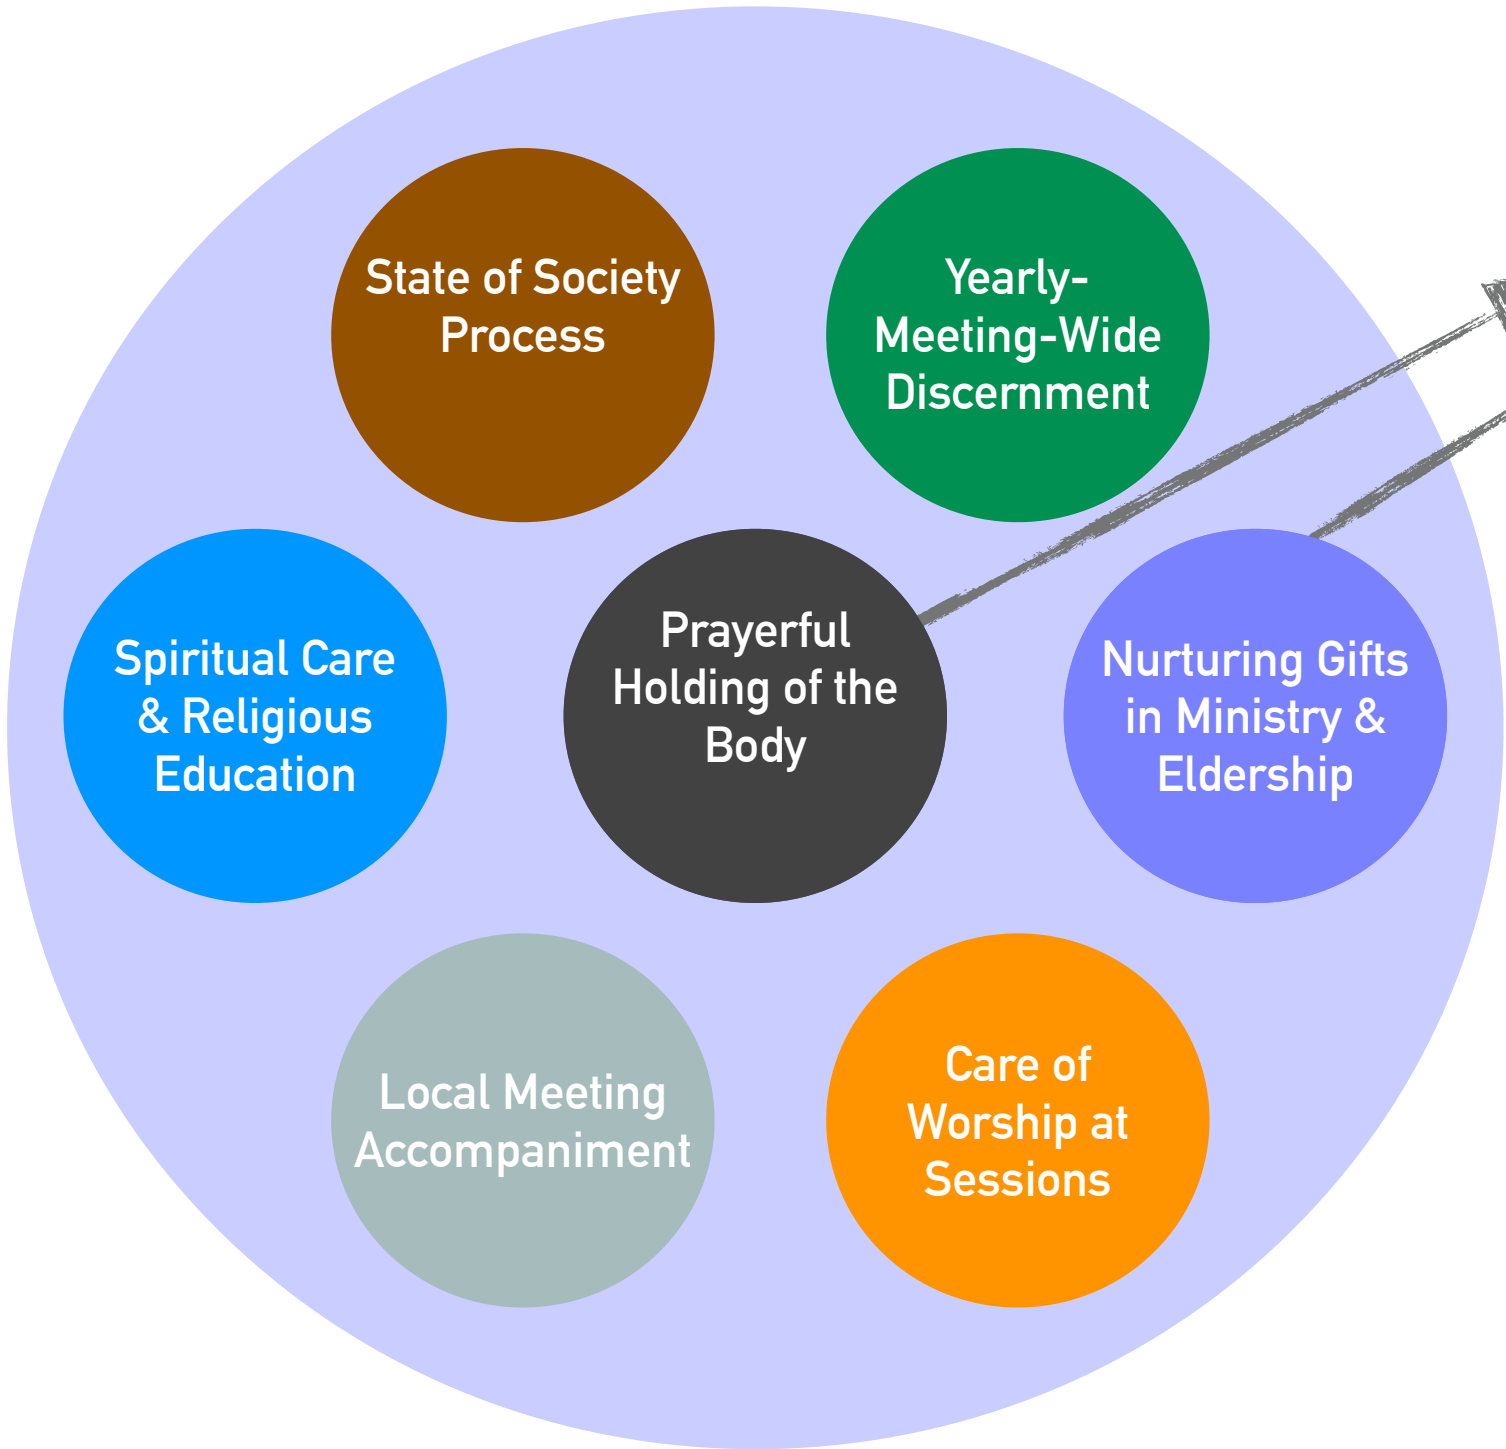 State of Society
Process
Yearly-
Meeting-Wide
Discernment
Spiritual Care
& Religious
Education
Prayerful
Holding of the
Body
Nurturing Gifts
in Ministry &
Eldership
Local Meeting
Accompaniment
Care of
Worship at
Sessions